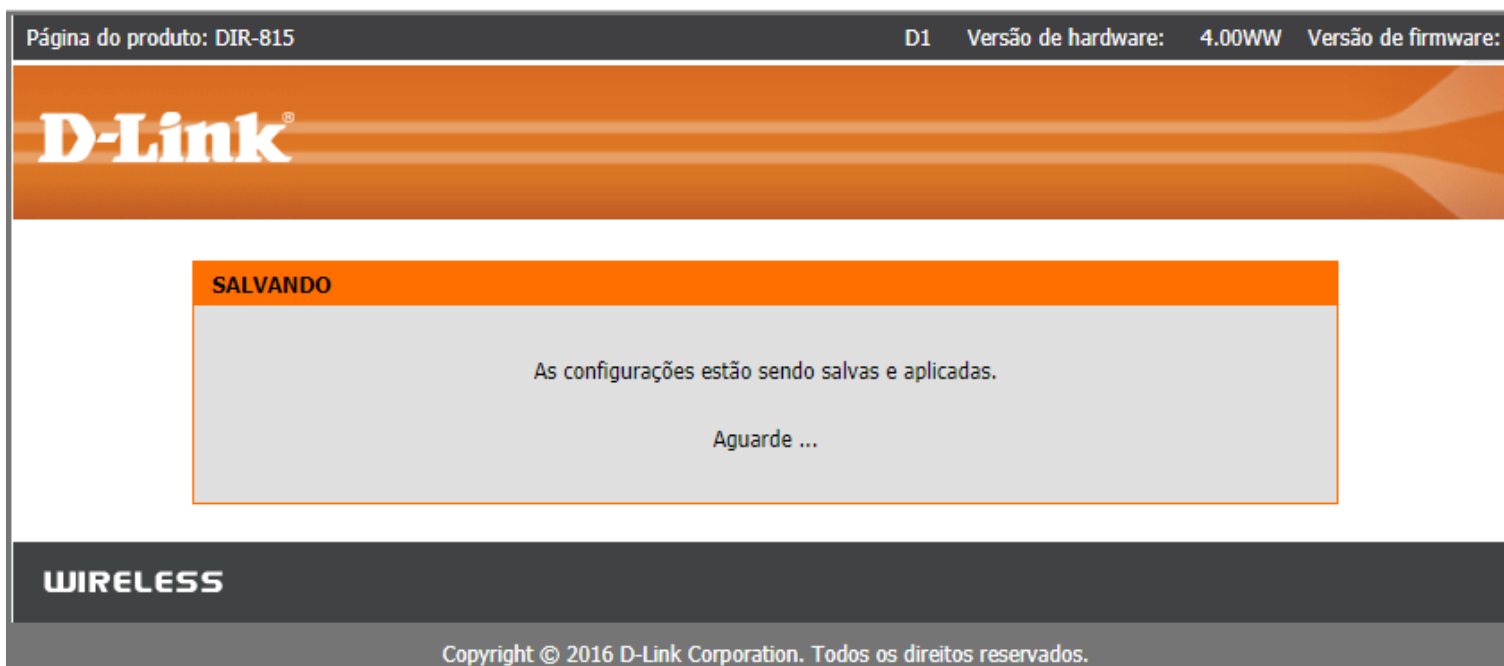 Página do produto: DIR-815 D1 Versão de hardware: 4.00WW Versão de firmware:
D-Link®
SALVANDO
As configurações estão sendo salvas e aplicadas.
Aguarde ...
WIRELESS
Copyright © 2016 D-Link Corporation. Todos os direitos reservados.